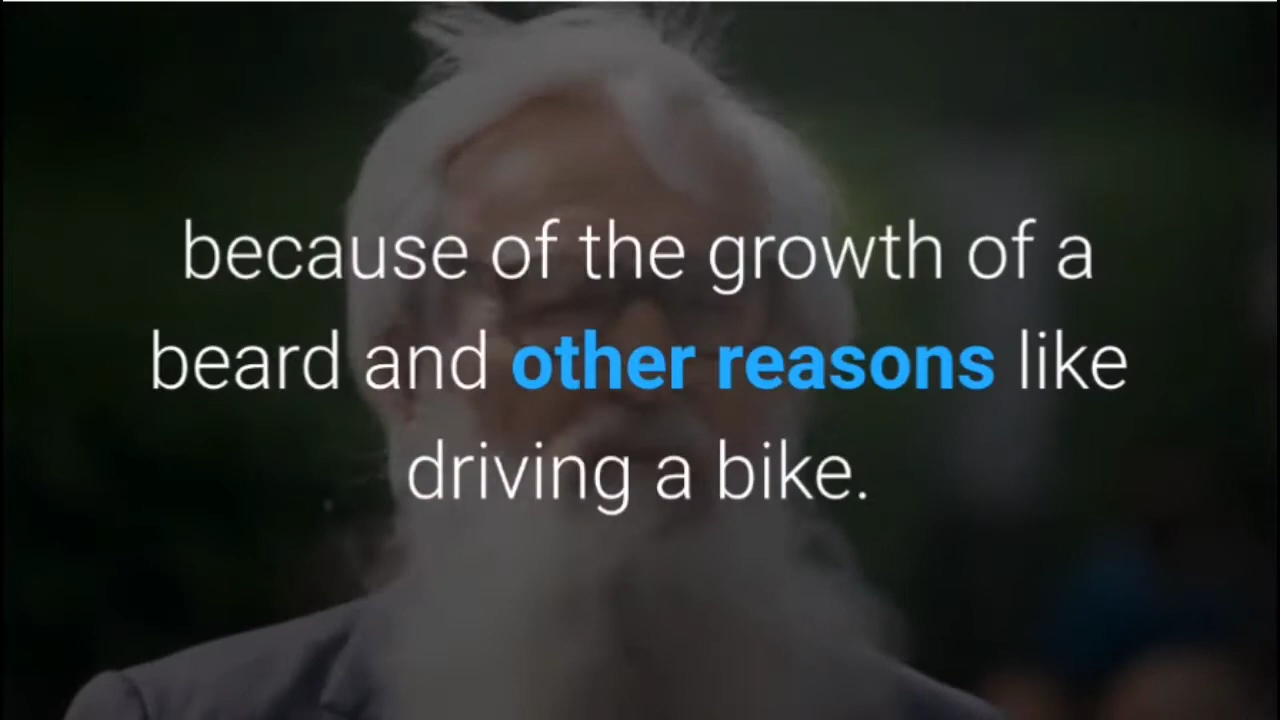 because of the growth of a
beard and other reasons like
driving a bike.